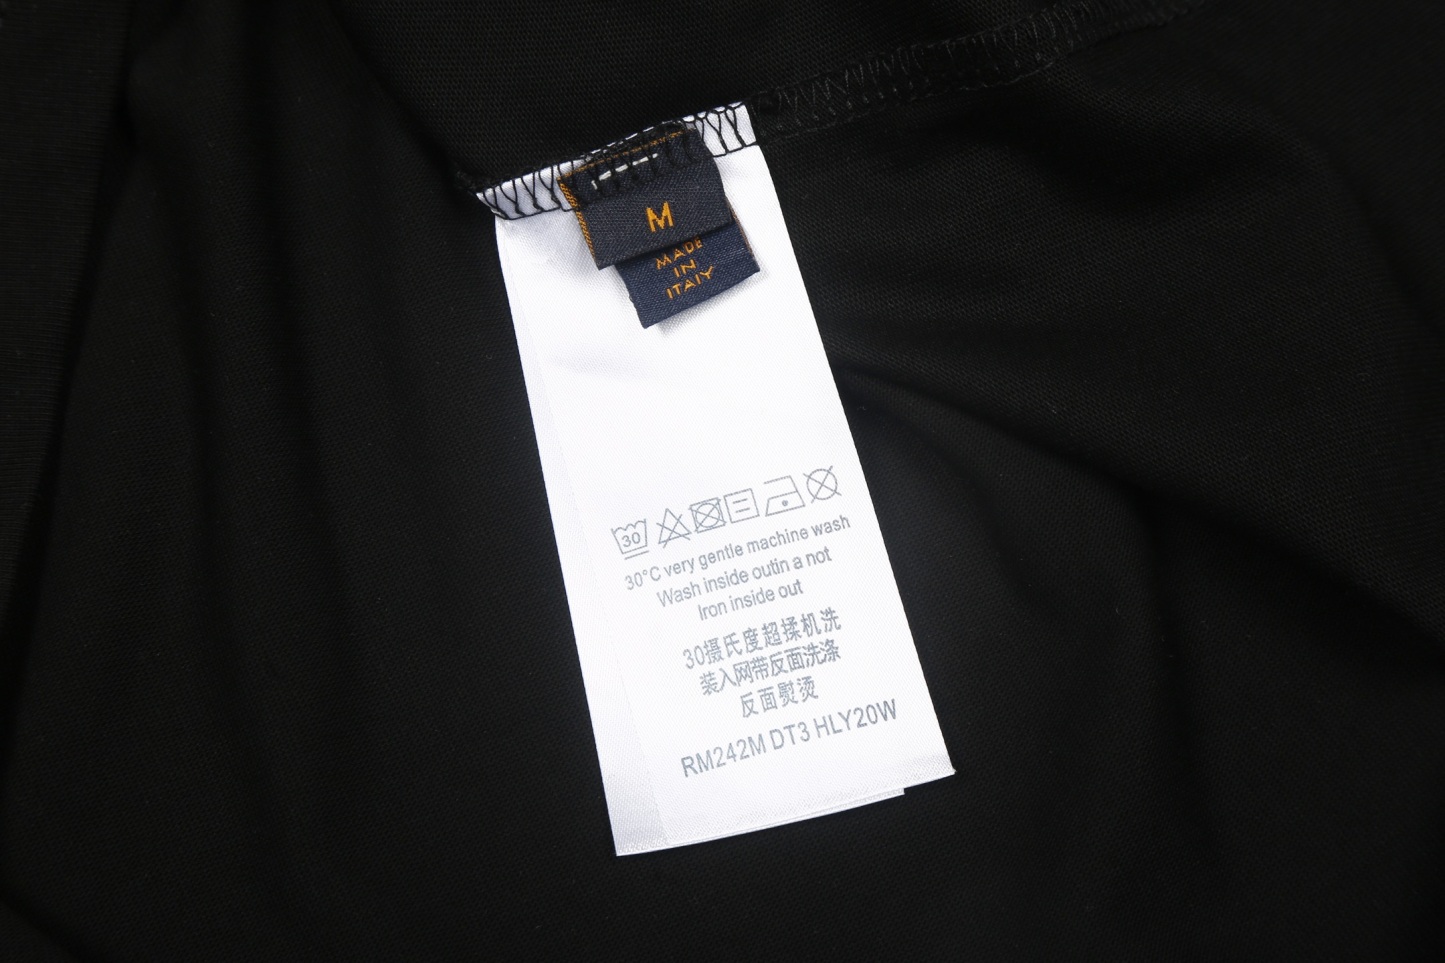 M
MADE
IN
ITALY
30
30°C very gentle machine wash
Wash inside outin a not
Iron inside out
30摄氏度超揉机洗
装入网带反面洗涤
反面熨烫
RM242M DT3 HLY20W